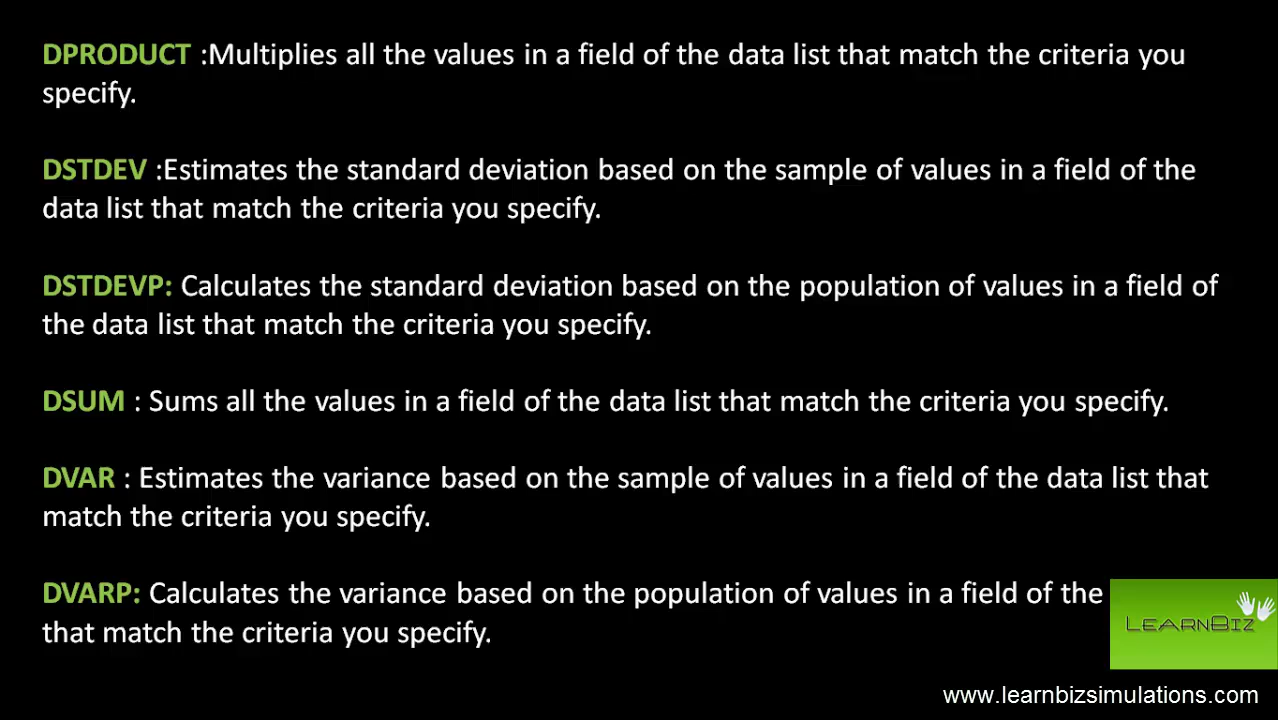 DPRODUCT :Multiplies all the values in a field of the data list that match the criteria you
specify.
DSTDEV :Estimates the standard deviation based on the sample of values in a field of the
data list that match the criteria you specify.
DSTDEVP: Calculates the standard deviation based on the population of values in a field of
the data list that match the criteria you specify.
DSUM : Sums all the values in a field of the data list that match the criteria you specify.
DVAR : Estimates the variance based on the sample of values in a field of the data list that
match the criteria you specify.
DVARP: Calculates the variance based on the population of values in a field of the
that match the criteria you specify.
LEARNBIZ
www.learnbizsimulations.com